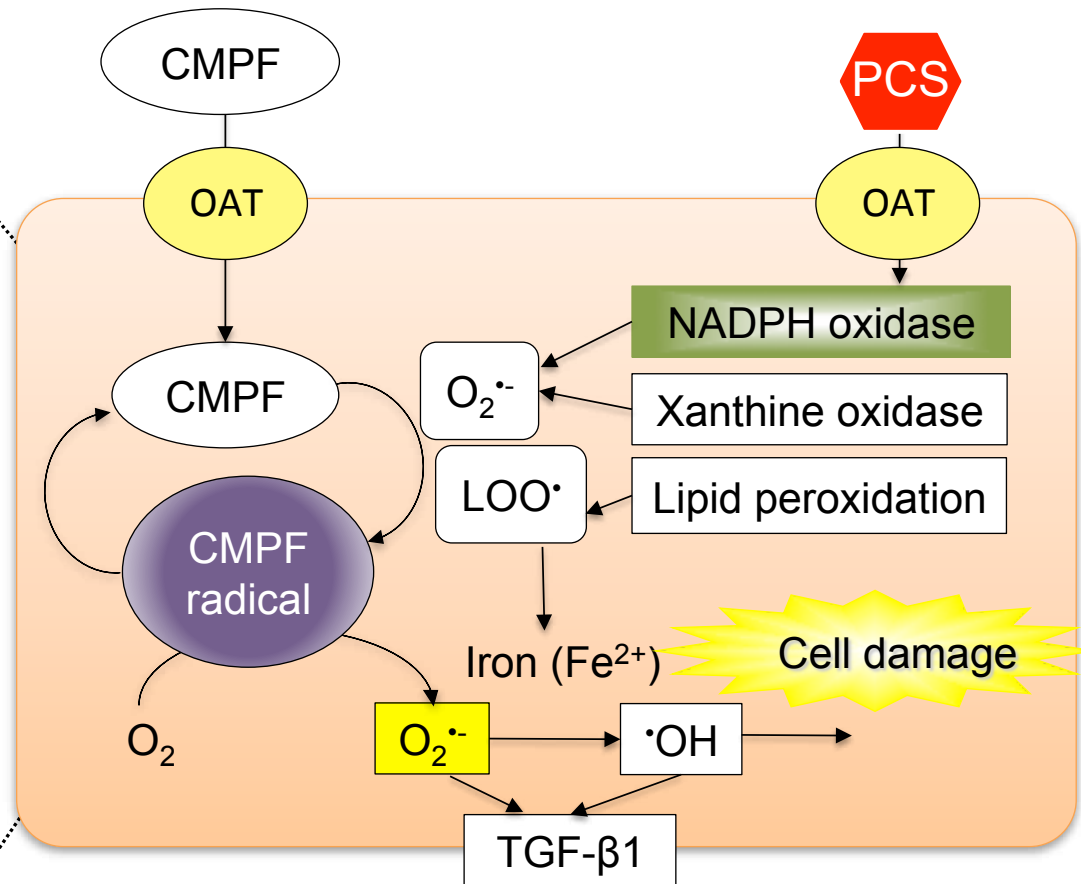 CMPF
PCS
OAT
OAT
NADPH oxidase
CMPF
O₂•-
Xanthine oxidase
LOO•
Lipid peroxidation
CMPF
radical
Iron (Fe²⁺)
Cell damage
O₂
O₂•-
•OH
TGF-β1